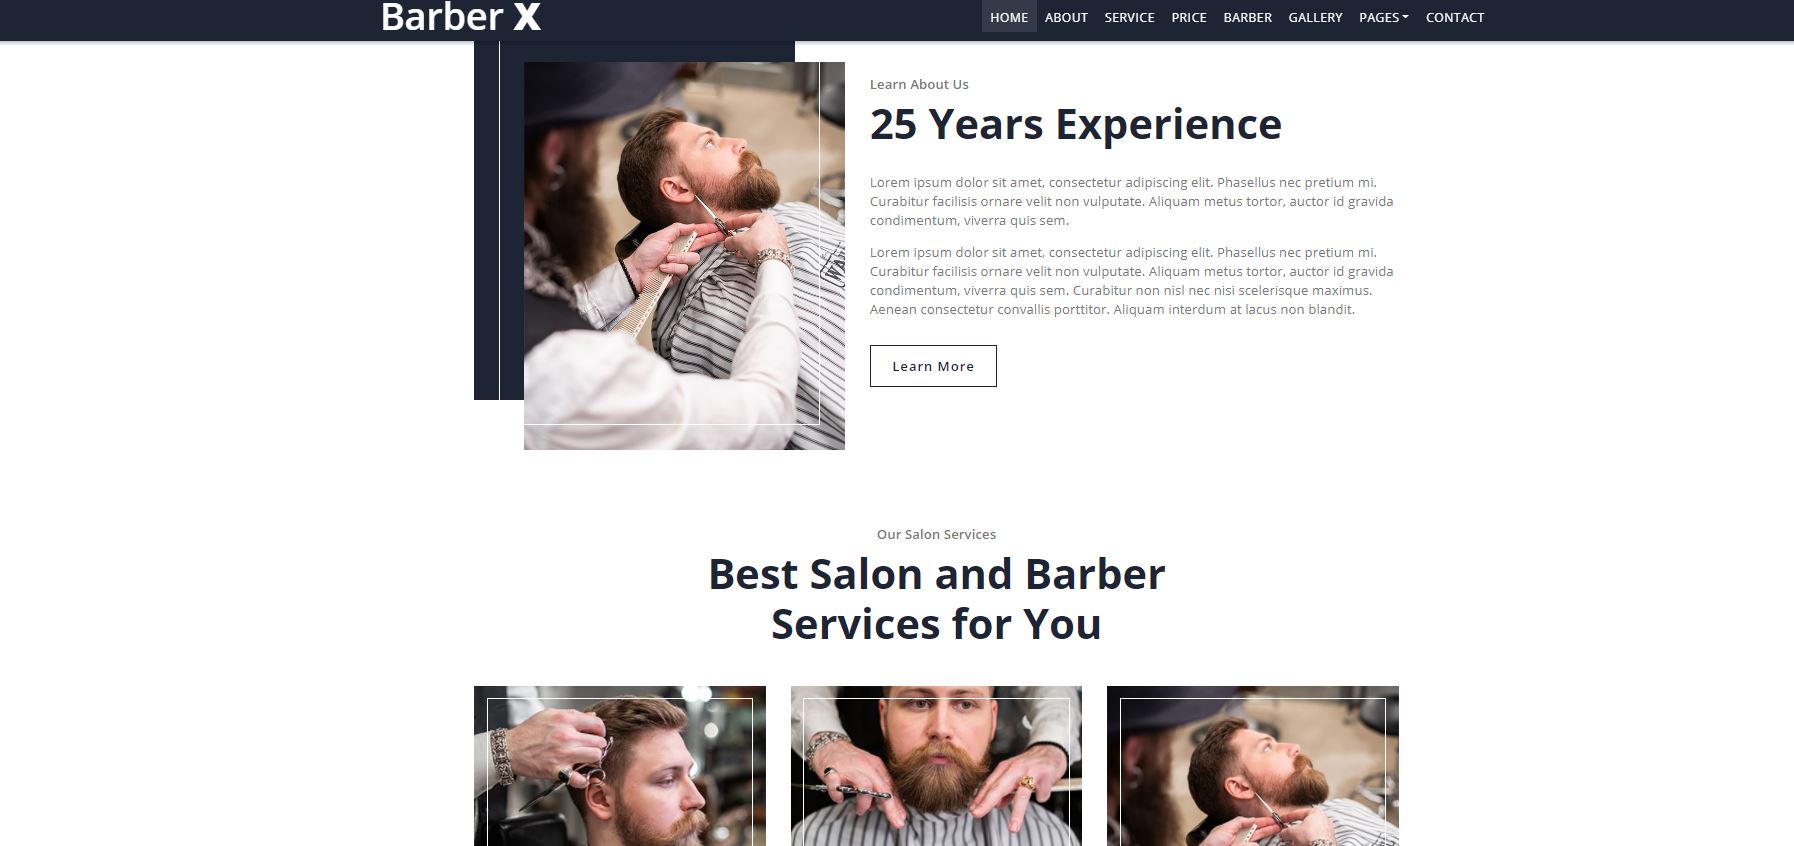 Barber X
HOME ABOUT SERVICE PRICE BARBER GALLERY PAGES CONTACT
Learn About Us
25 Years Experience
Lorem ipsum dolor sit amet, consectetur adipiscing elit. Phasellus nec pretium mi.
Curabitur facilisis ornare velit non vulputate. Aliquam metus tortor, auctor id gravida
condimentum, viverra quis sem.
Lorem ipsum dolor sit amet, consectetur adipiscing elit. Phasellus nec pretium mi.
Curabitur facilisis ornare velit non vulputate. Aliquam metus tortor, auctor id gravida
condimentum, viverra quis sem. Curabitur non nisl nec nisi scelerisque maximus.
Aenean consectetur convallis porttitor. Aliquam interdum at lacus non blandit.
Learn More
Our Salon Services
Best Salon and Barber
Services for You